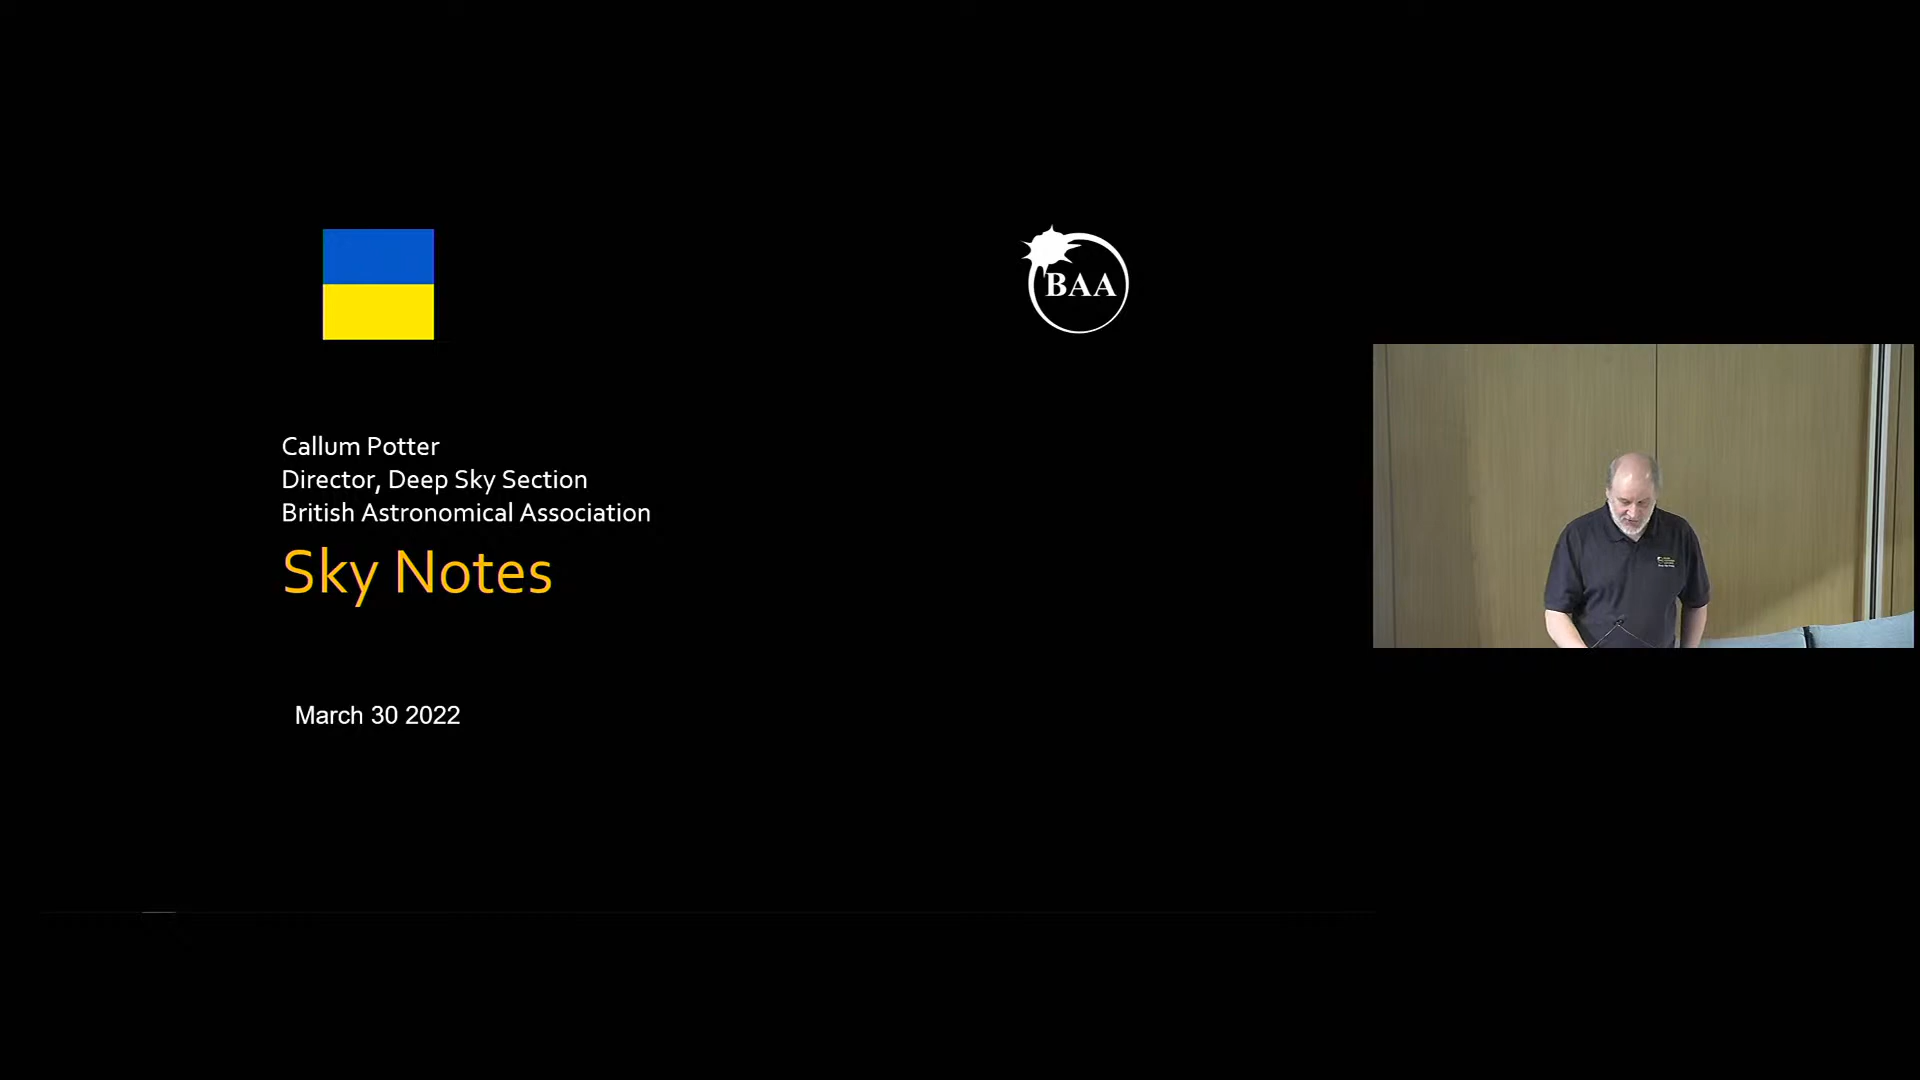 BAA
Callum Potter
Director, Deep Sky Section
British Astronomical Association
Sky Notes
March 30 2022